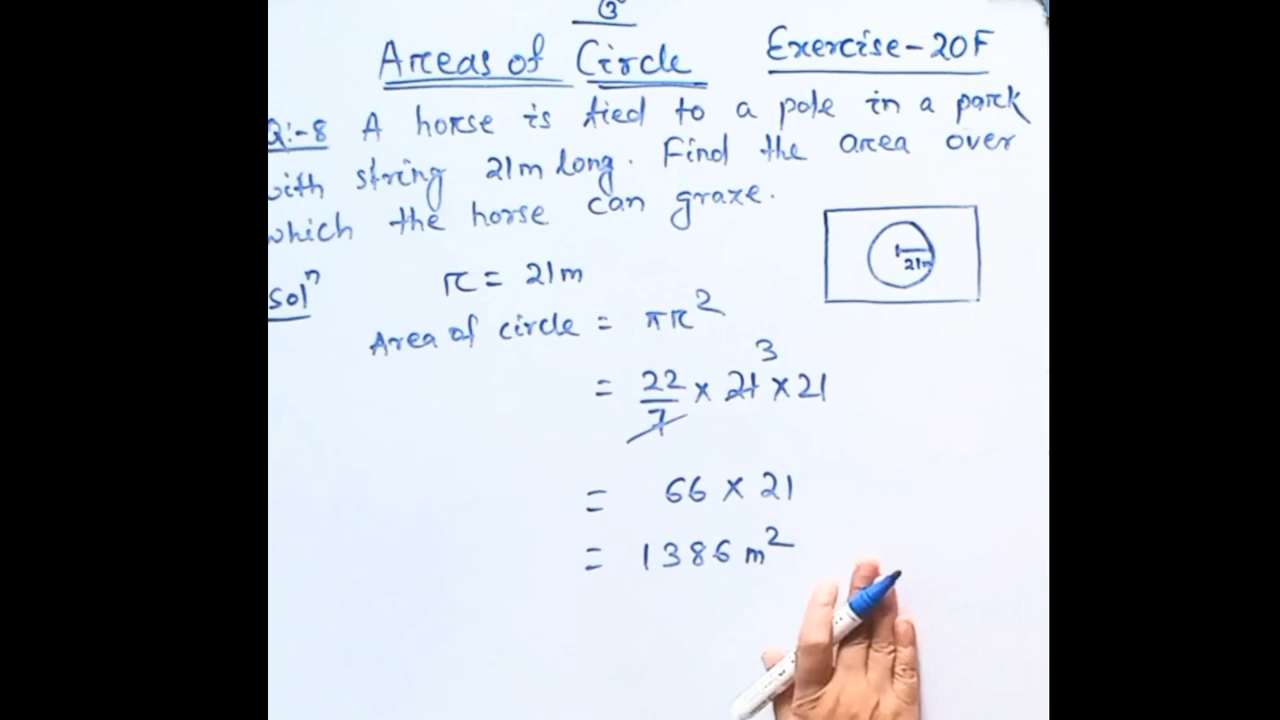 3
Areas of Circle Exercise-20F
Q:-8 A horse is tied to a pole in a park
with string 21m long. Find the area over
which the horse can graze.
21m
Solⁿ r = 21m
Area of circle = πr²
3
= 22/7 × 21 × 21
= 66 × 21
= 1386 m²